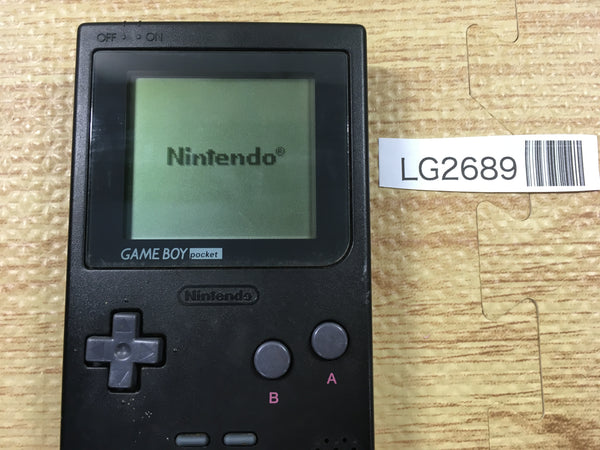 OFF ON
Nintendo®
LG2689
GAME BOY pocket
Nintendo
A
B